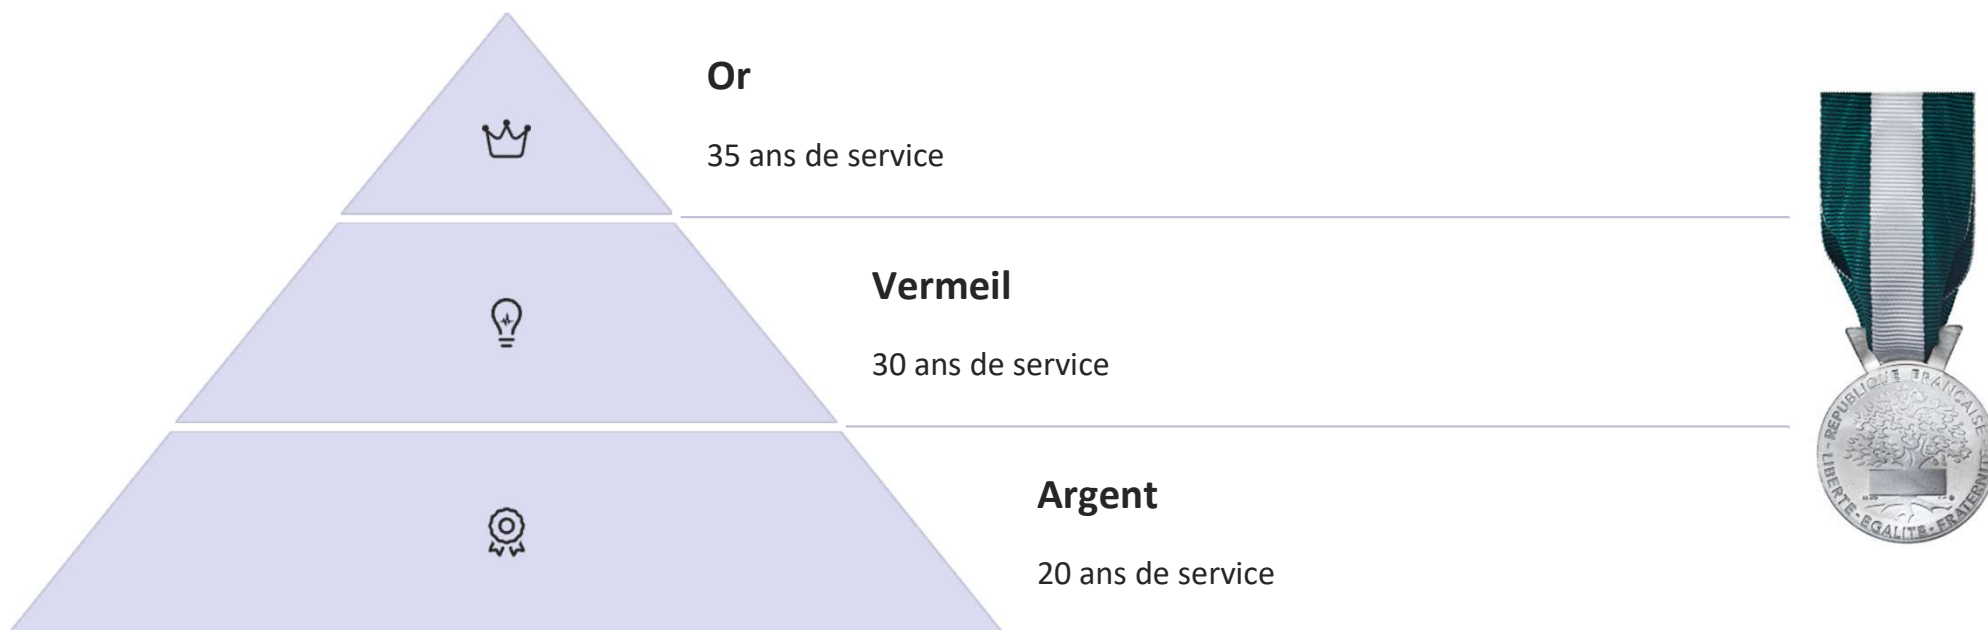 Or
35 ans de service
Vermeil
30 ans de service
Argent
20 ans de service
REPUBLIQUE FRANCAISE
LIBERTE - EGALITE - FRATERNITE